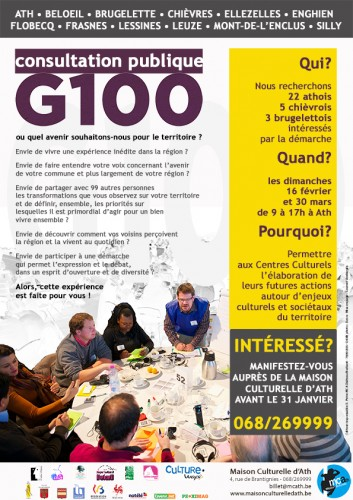 ATH • BELOEIL • BRUGELETTE • CHIÈVRES • ELLEZELLES • ENGHIEN
FLOBECQ • FRASNES • LESSINES • LEUZE • MONT-DE-L'ENCLUS • SILLY
consultation publique
G100
ou quel avenir souhaitons-nous pour le territoire ?
Envie de vivre une expérience inédite dans la région ?
Envie de faire entendre votre voix concernant l'avenir
de votre commune et plus largement de votre région ?
Envie de partager avec 99 autres personnes
les transformations que vous observez sur votre territoire
et de définir, ensemble, les priorités sur
lesquelles il est primordial d'agir pour un bien
vivre ensemble ?
Envie de découvrir comment vos voisins perçoivent
la région et la vivent au quotidien ?
Envie de participer à une démarche
qui permet l'expression et le débat,
dans un esprit d'ouverture et de diversité ?
Alors, cette expérience
est faite pour vous !
Qui?
Nous recherchons
22 athois
5 chièvrois
3 brugelettois
intéressés
par la démarche
Quand?
les dimanches
16 février
et 30 mars
de 9 à 17h à Ath
Pourquoi?
Permettre
aux Centres Culturels
l'élaboration de
leurs futures actions
autour d'enjeux
culturels et sociétaux
du territoire
INTÉRESSÉ?
MANIFESTEZ-VOUS
AUPRÈS DE LA MAISON
CULTURELLE D'ATH
AVANT LE 31 JANVIER
068/269999
Maison Culturelle d'Ath
4, rue de Brantignies - 068/269999
billet@mcath.be
www.maisonculturelledath.be
mca
CULTURE